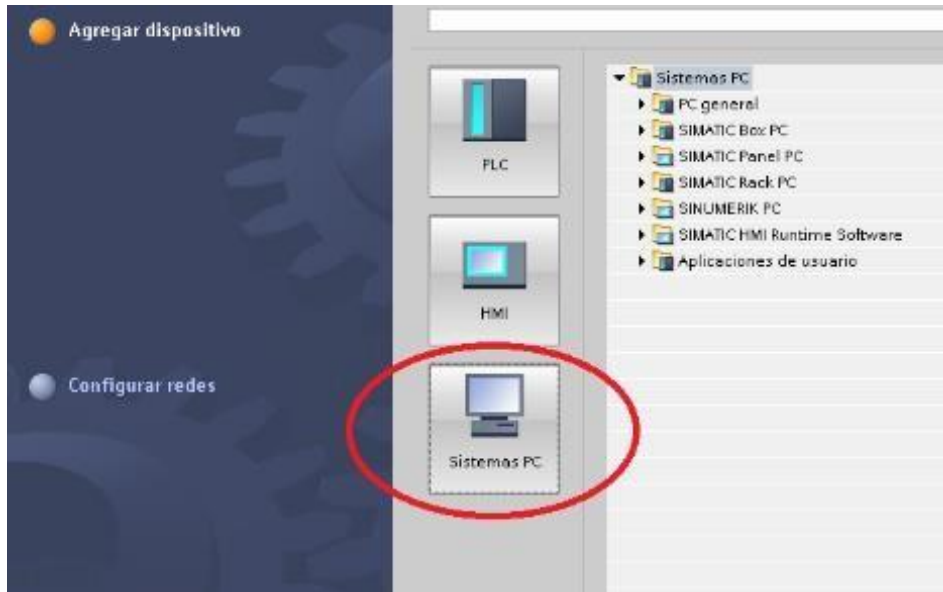 Agregar dispositivo
Configurar redes
PLC
HMI
Sistemas PC
Sistemas PC
PC general
SIMATIC Box PC
SIMATIC Panel PC
SIMATIC Rack PC
SINUMERIK PC
SIMATIC HMI Runtime Software
Aplicaciones de usuario